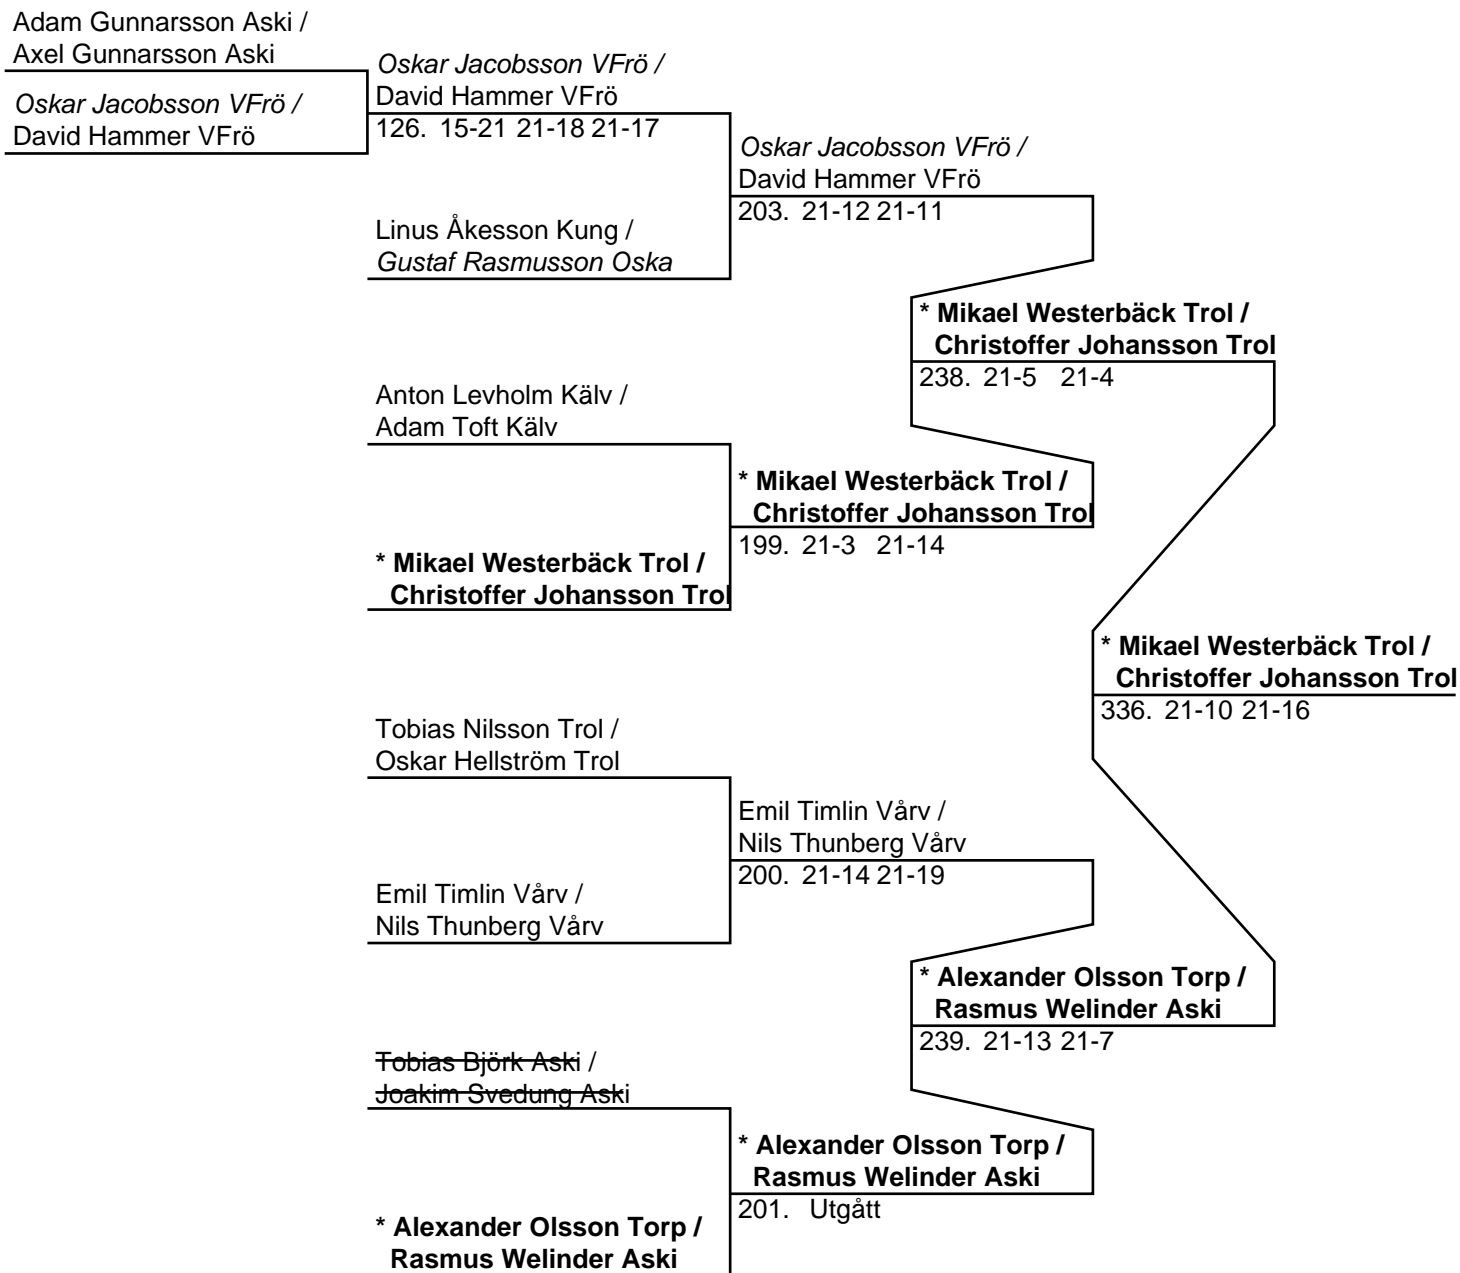 Adam Gunnarsson Aski /
Axel Gunnarsson Aski
Oskar Jacobsson VFrö /
David Hammer VFrö
Oskar Jacobsson VFrö /
David Hammer VFrö
126. 15-21 21-18 21-17
Linus Åkesson Kung /
Gustaf Rasmusson Oska
Oskar Jacobsson VFrö /
David Hammer VFrö
203. 21-12 21-11
Anton Levholm Kälv /
Adam Toft Kälv
* Mikael Westerbäck Trol /
Christoffer Johansson Trol
* Mikael Westerbäck Trol /
Christoffer Johansson Trol
199. 21-3 21-14
* Mikael Westerbäck Trol /
Christoffer Johansson Trol
238. 21-5 21-4
Tobias Nilsson Trol /
Oskar Hellström Trol
Emil Timlin Vårv /
Nils Thunberg Vårv
Emil Timlin Vårv /
Nils Thunberg Vårv
200. 21-14 21-19
Tobias Björk Aski /
Joakim Svedung Aski
* Alexander Olsson Torp /
Rasmus Welinder Aski
* Alexander Olsson Torp /
Rasmus Welinder Aski
201. Utgått
* Alexander Olsson Torp /
Rasmus Welinder Aski
239. 21-13 21-7
* Mikael Westerbäck Trol /
Christoffer Johansson Trol
336. 21-10 21-16